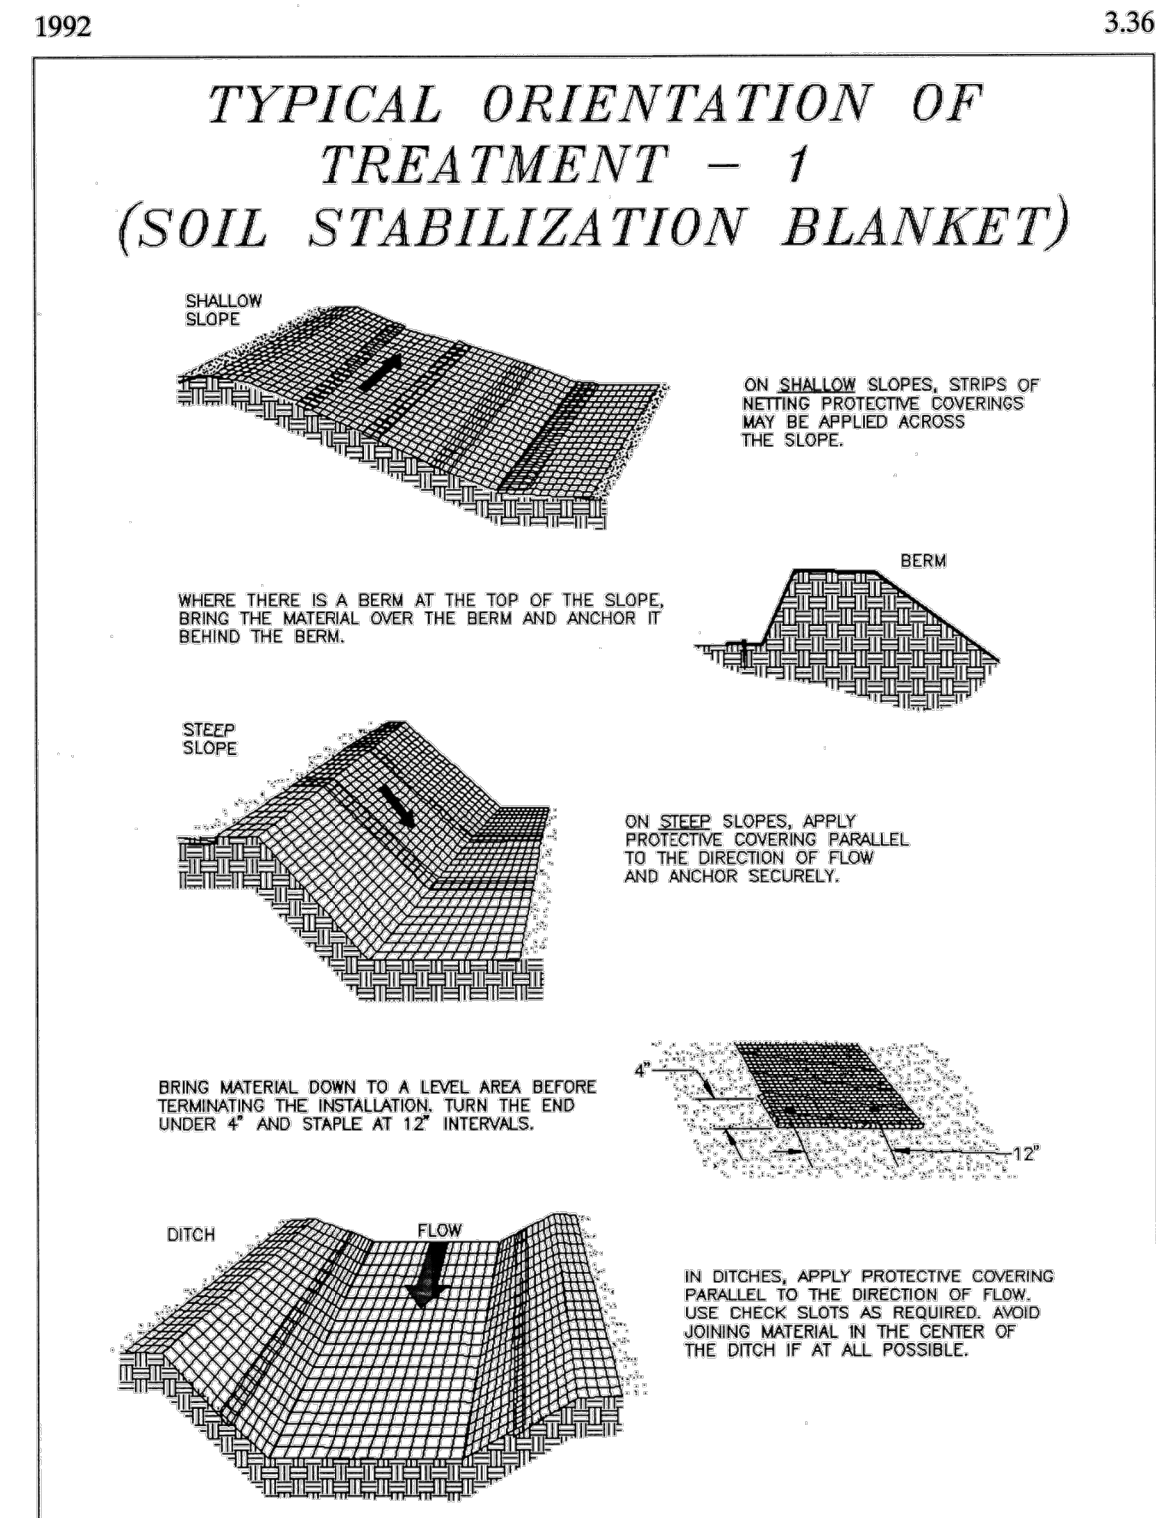 1992
3.36
TYPICAL ORIENTATION OF
TREATMENT - 1
(SOIL STABILIZATION BLANKET)
SHALLOW
SLOPE
ON SHALLOW SLOPES, STRIPS OF
NETTING PROTECTIVE COVERINGS
MAY BE APPLIED ACROSS
THE SLOPE.
BERM
WHERE THERE IS A BERM AT THE TOP OF THE SLOPE,
BRING THE MATERIAL OVER THE BERM AND ANCHOR IT
BEHIND THE BERM.
STEEP
SLOPE
ON STEEP SLOPES, APPLY
PROTECTIVE COVERING PARALLEL
TO THE DIRECTION OF FLOW
AND ANCHOR SECURELY.
4"
BRING MATERIAL DOWN TO A LEVEL AREA BEFORE
TERMINATING THE INSTALLATION. TURN THE END
UNDER 4" AND STAPLE AT 12" INTERVALS.
12"
DITCH
FLOW
IN DITCHES, APPLY PROTECTIVE COVERING
PARALLEL TO THE DIRECTION OF FLOW.
USE CHECK SLOTS AS REQUIRED. AVOID
JOINING MATERIAL IN THE CENTER OF
THE DITCH IF AT ALL POSSIBLE.